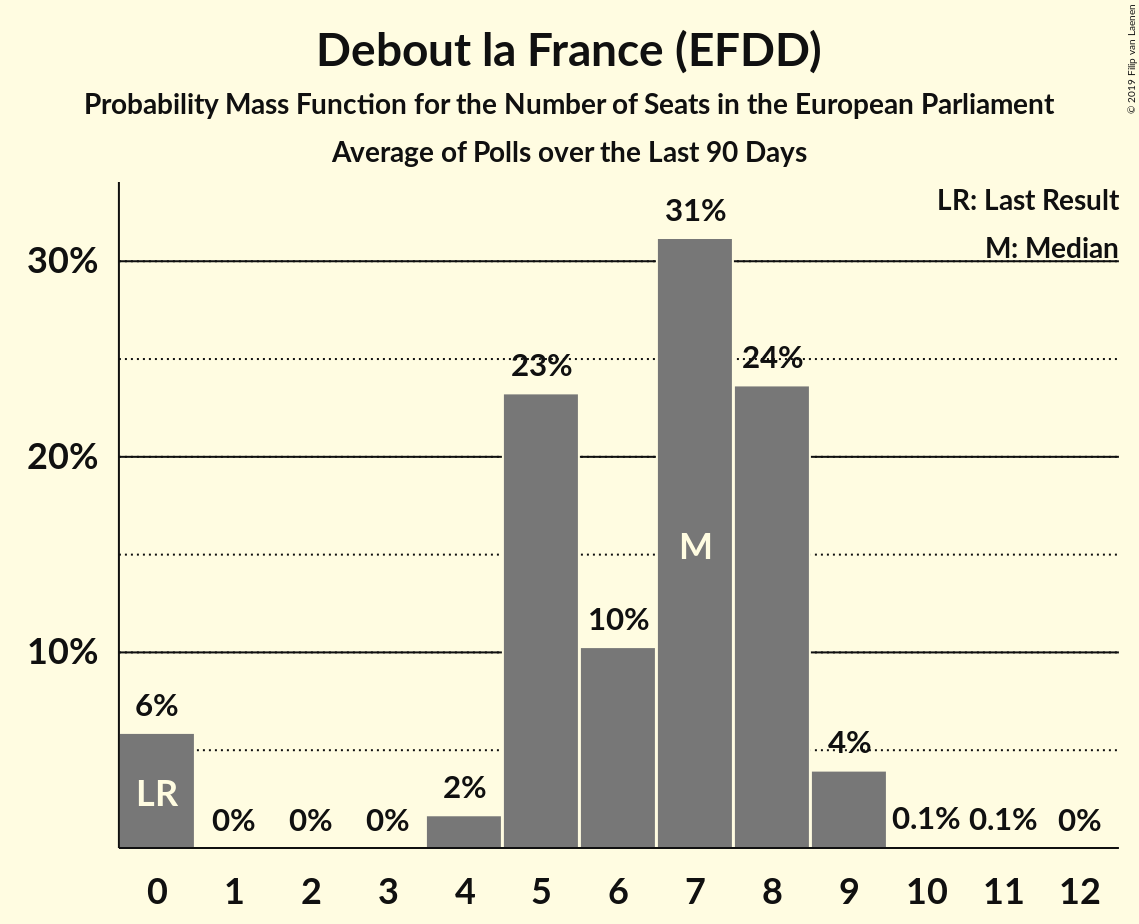 Debout la France (EFDD)
Probability Mass Function for the Number of Seats in the European Parliament
Average of Polls over the Last 90 Days
© 2019 Filip van Laenen
LR: Last Result
M: Median
30%
20%
10%
6%
0%
0%
0%
2%
23%
10%
31%
24%
4%
0.1%
0.1%
0%
LR
M
0 1 2 3 4 5 6 7 8 9 10 11 12